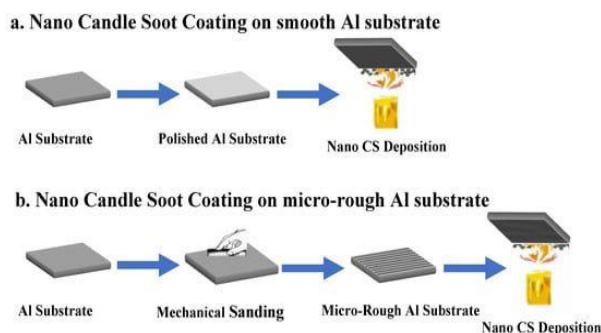 a. Nano Candle Soot Coating on smooth Al substrate
Al Substrate
Polished Al Substrate
Nano CS Deposition
b. Nano Candle Soot Coating on micro-rough Al substrate
Al Substrate
Mechanical Sanding
Micro-Rough Al Substrate
Nano CS Deposition